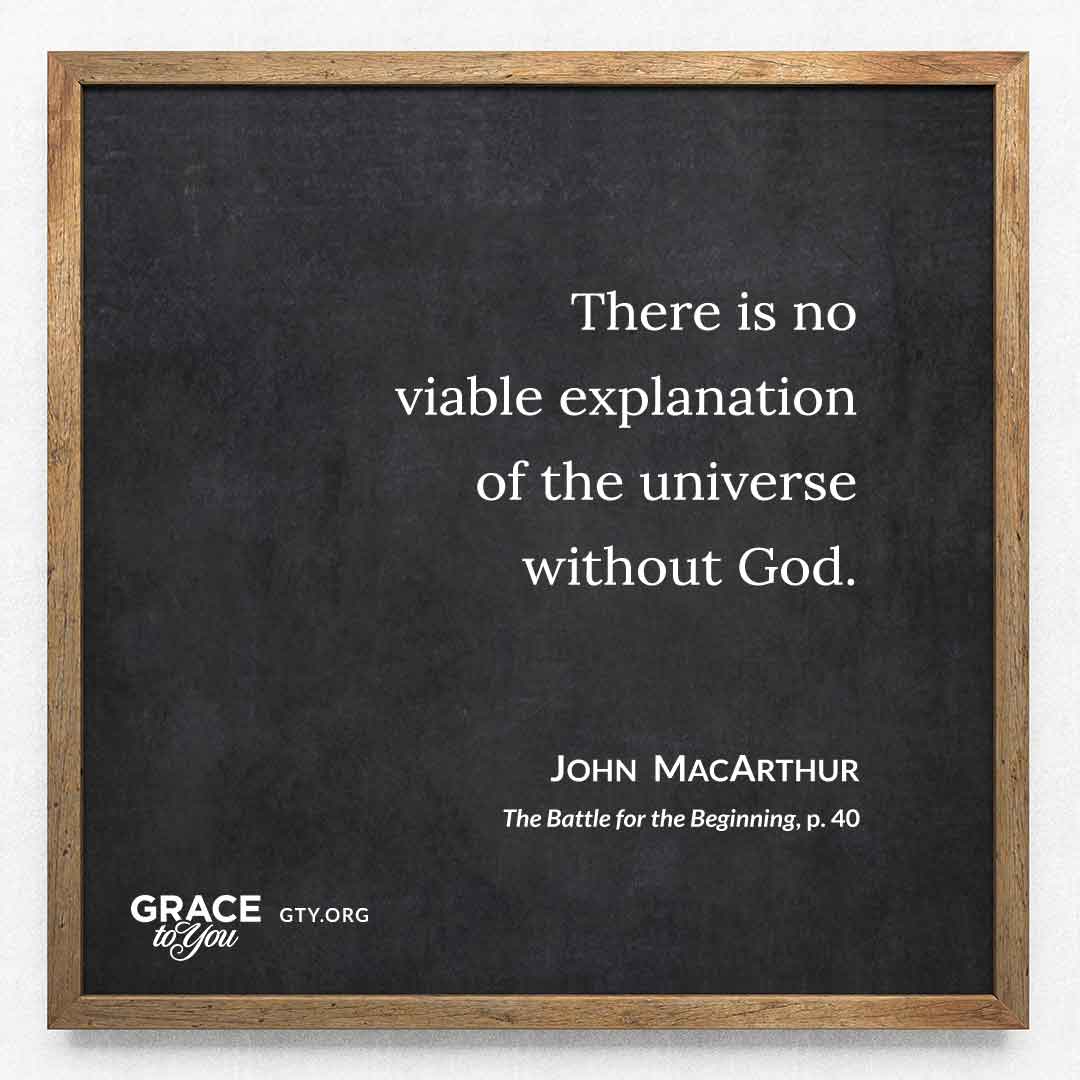 There is no
viable explanation
of the universe
without God.
JOHN MACARTHUR
The Battle for the Beginning, p. 40
GRACE GTY.ORG
to You